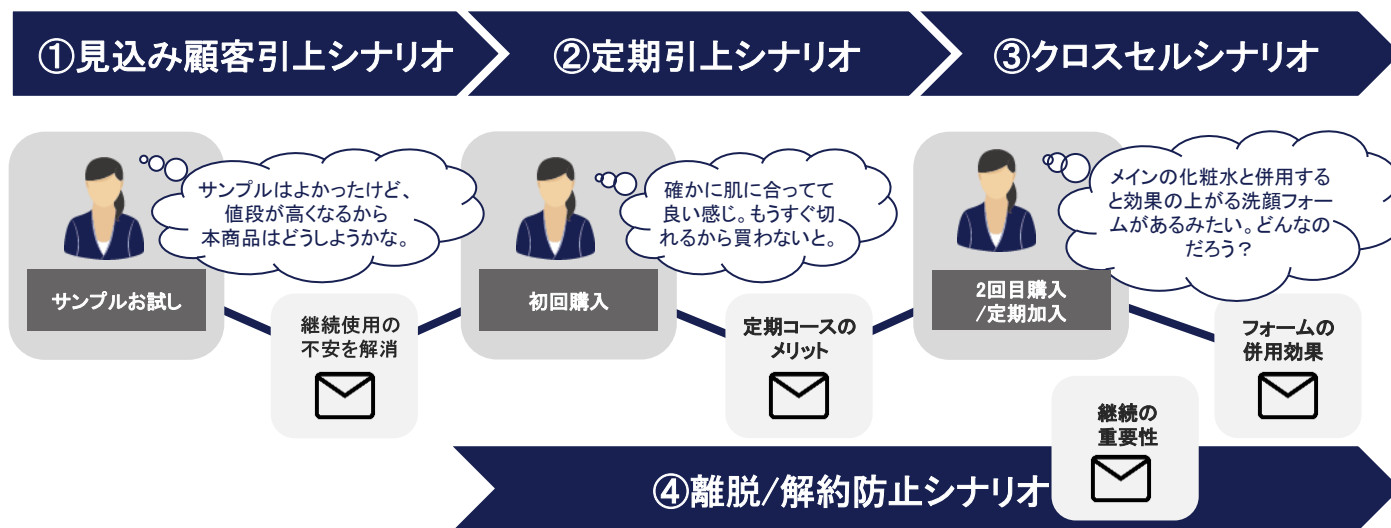 ①見込み顧客引上シナリオ
②定期引上シナリオ
③クロスセルシナリオ
サンプルはよかったけど、
値段が高くなるから
本商品はどうしようかな。
サンプルお試し
継続使用の
不安を解消
確かに肌に合ってて
良い感じ。もうすぐ切
れるから買わないと。
初回購入
定期コースの
メリット
メインの化粧水と併用する
と効果の上がる洗顔フォー
ムがあるみたい。どんなの
だろう？
2回目購入
/定期加入
フォームの
併用効果
継続の
重要性
④離脱/解約防止シナリオ